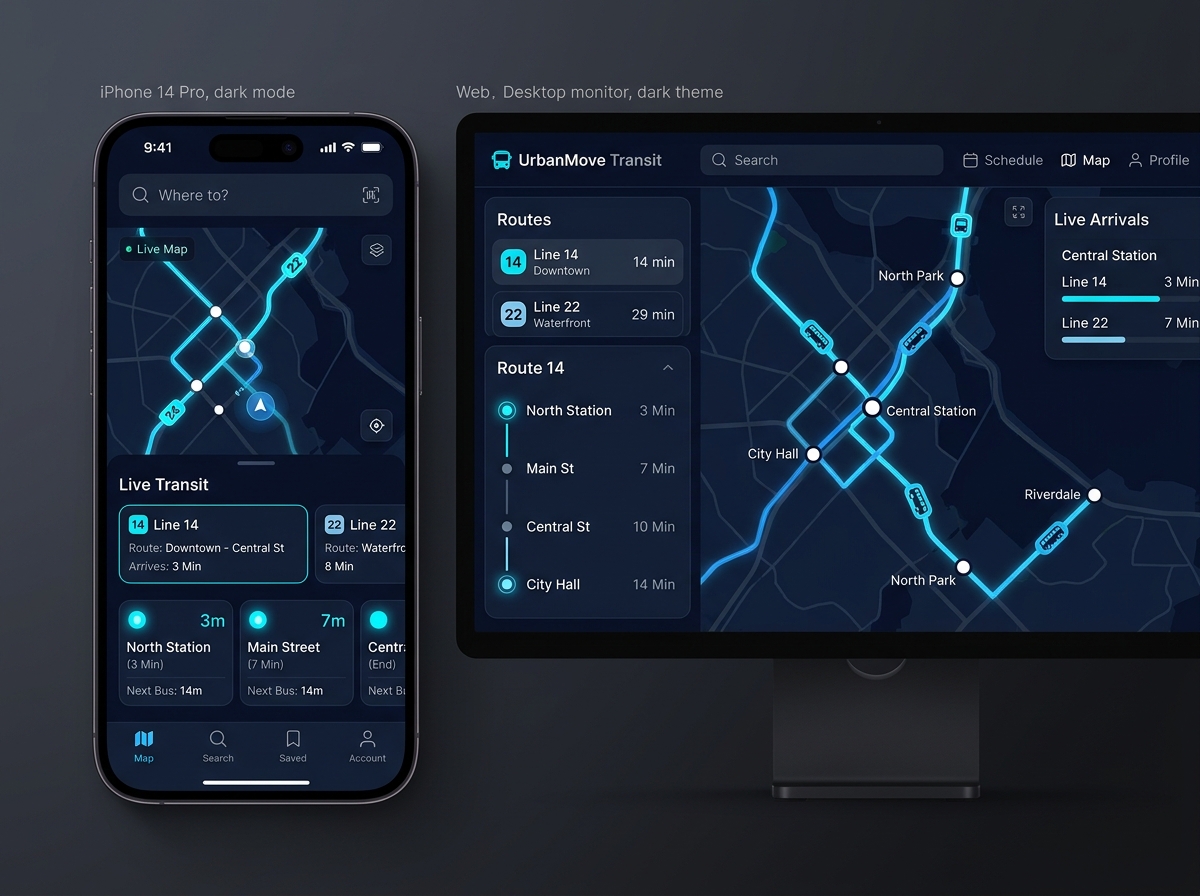 iPhone 14 Pro, dark mode
9:41
Where to?
Live Map
22
26
Live Transit
14 Line 14
Route: Downtown - Central St
Arrives: 3 Min
22 Line 22
Route: Waterfro
8 Min
3m
North Station
(3 Min)
Next Bus: 14m
7m
Main Street
(7 Min)
Next Bus: 14m
Centra
(End)
Next Bu
Map
Search
Saved
Account
Web, Desktop monitor, dark theme
UrbanMove Transit
Search
Schedule
Map
Profile
Routes
14 Line 14 14 min
Downtown
22 Line 22 29 min
Waterfront
Route 14
North Station 3 Min
Main St 7 Min
Central St 10 Min
City Hall 14 Min
North Park
Central Station
City Hall
Riverdale
North Park
Live Arrivals
Central Station
Line 14 3 Min
Line 22 7 Min